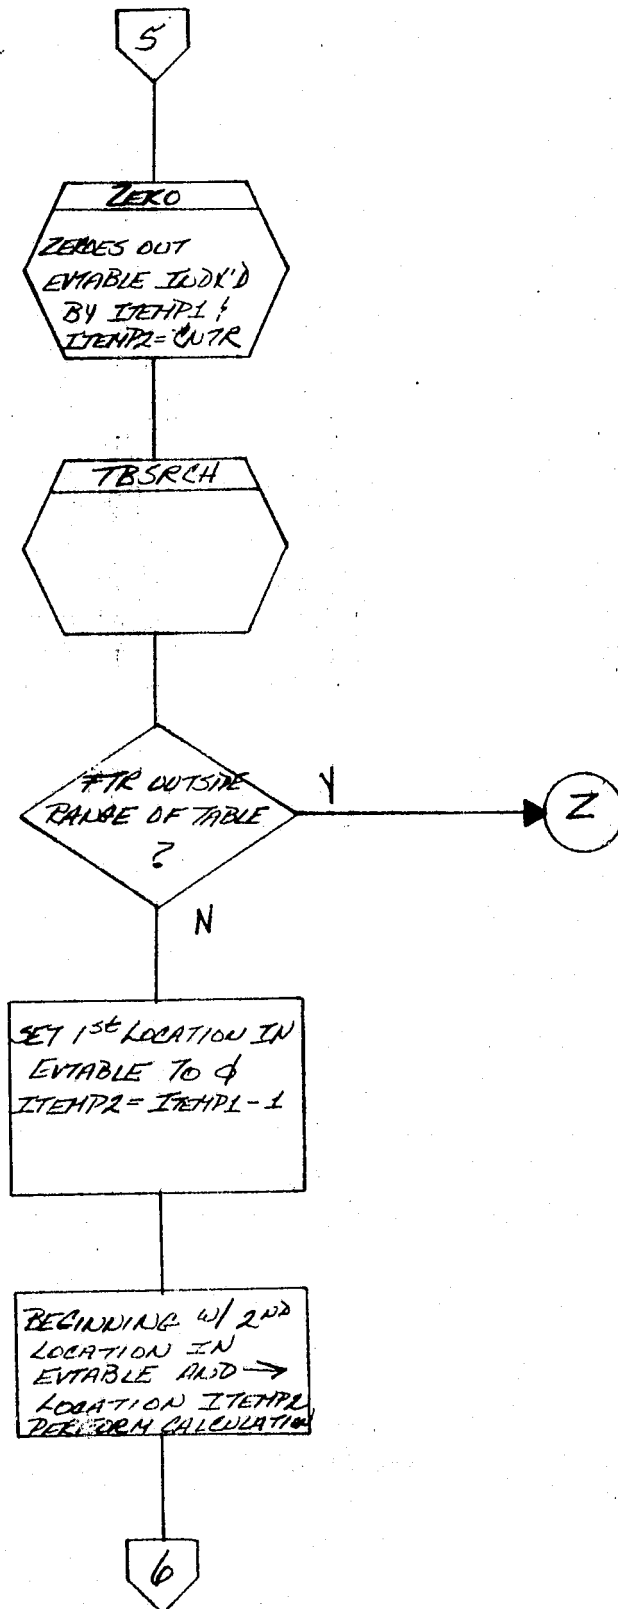 5
ZERO
ZEROES OUT
EVTABLE INDX'D
BY ITEMP1 &
ITEMP2 = CNTR
TBSRCH
FTR OUTSIDE
RANGE OF TABLE
?
Y
Z
N
SET 1st LOCATION IN
EVTABLE TO φ
ITEMP2 = ITEMP1 - 1
BEGINNING W/ 2ND
LOCATION IN
EVTABLE AND →
LOCATION ITEMP2
PERFORM CALCULATION
6